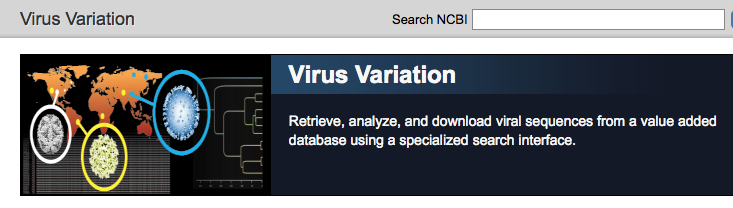 Virus Variation
Search NCBI
Virus Variation
Retrieve, analyze, and download viral sequences from a value added
database using a specialized search interface.